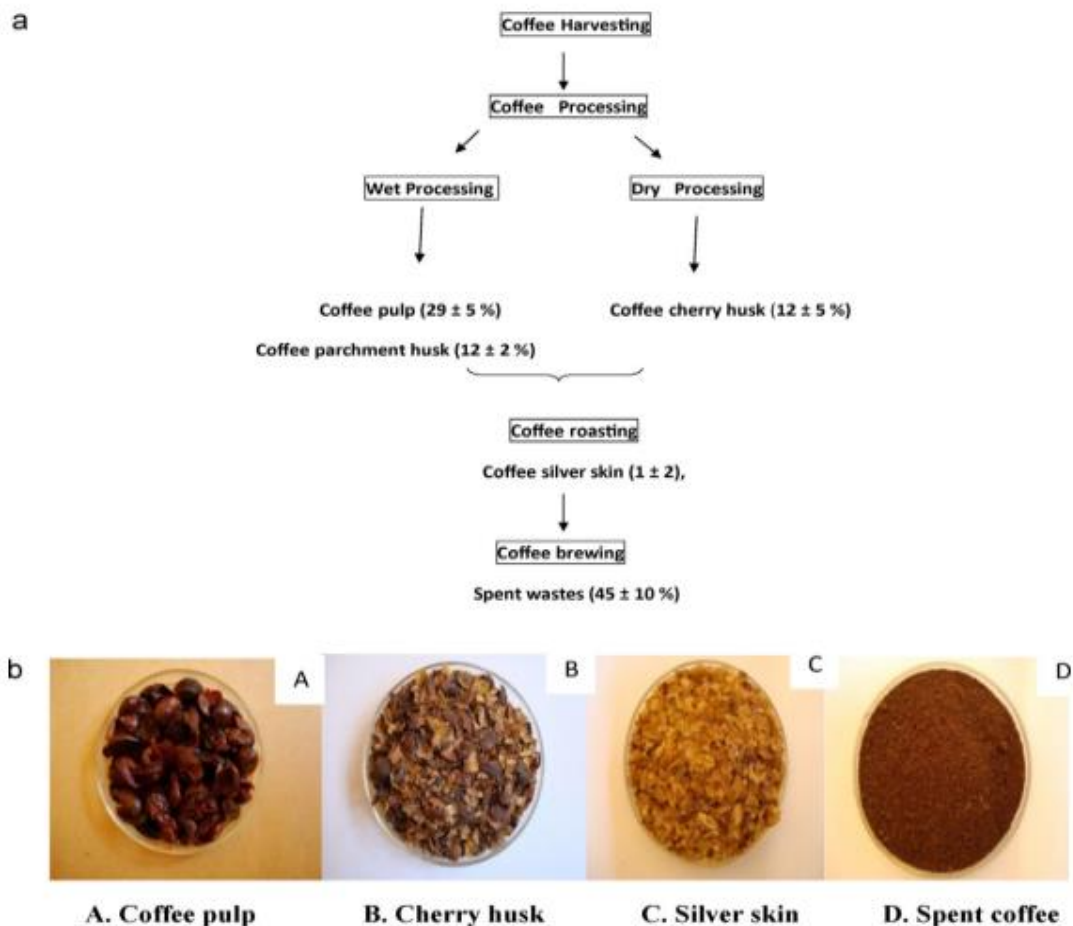 a
Coffee Harvesting
Coffee Processing
Wet Processing
Dry Processing
Coffee pulp (29 ± 5 %)
Coffee cherry husk (12 ± 5 %)
Coffee parchment husk (12 ± 2 %)
Coffee roasting
Coffee silver skin (1 ± 2),
Coffee brewing
Spent wastes (45 ± 10 %)
b
A
B
C
D
A. Coffee pulp
B. Cherry husk
C. Silver skin
D. Spent coffee